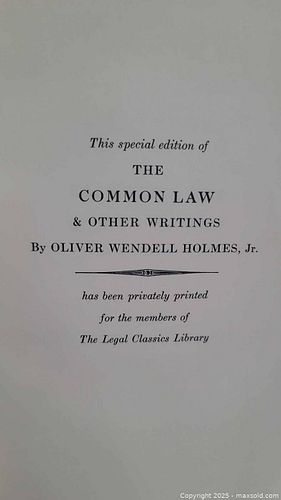 This special edition of
THE
COMMON LAW
& OTHER WRITINGS
By OLIVER WENDELL HOLMES, Jr.
has been privately printed
for the members of
The Legal Classics Library
Copyright 2025 - maxsold.com